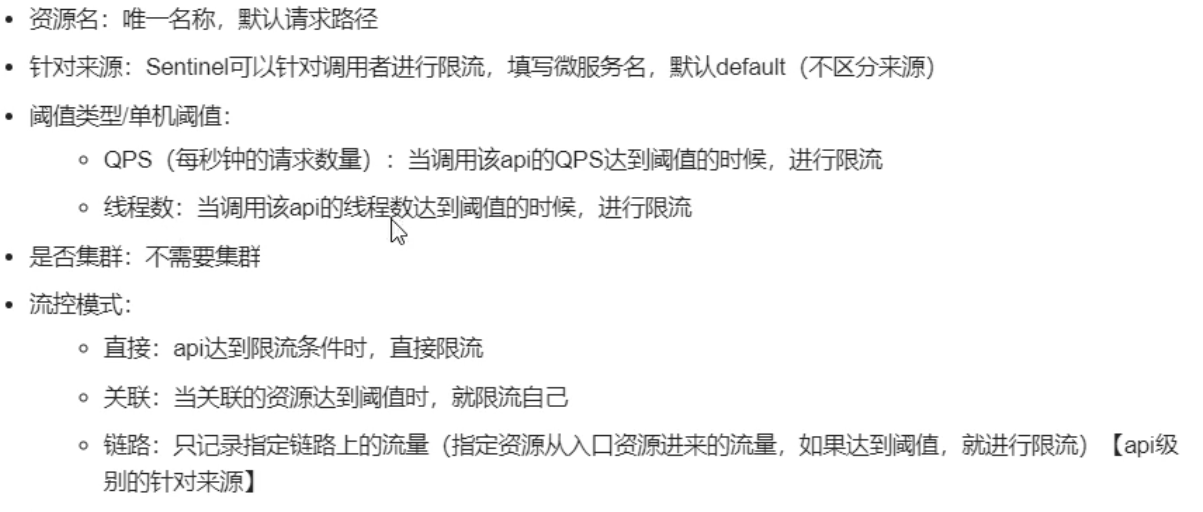 资源名：唯一名称，默认请求路径
针对来源：Sentinel可以针对调用者进行限流，填写微服务名，默认default（不区分来源）
阈值类型/单机阈值：
QPS（每秒钟的请求数量）：当调用该api的QPS达到阈值的时候，进行限流
线程数：当调用该api的线程数达到阈值的时候，进行限流
是否集群：不需要集群
流控模式：
直接：api达到限流条件时，直接限流
关联：当关联的资源达到阈值时，就限流自己
链路：只记录指定链路上的流量（指定资源从入口资源进来的流量，如果达到阈值，就进行限流）【api级
别的针对来源】